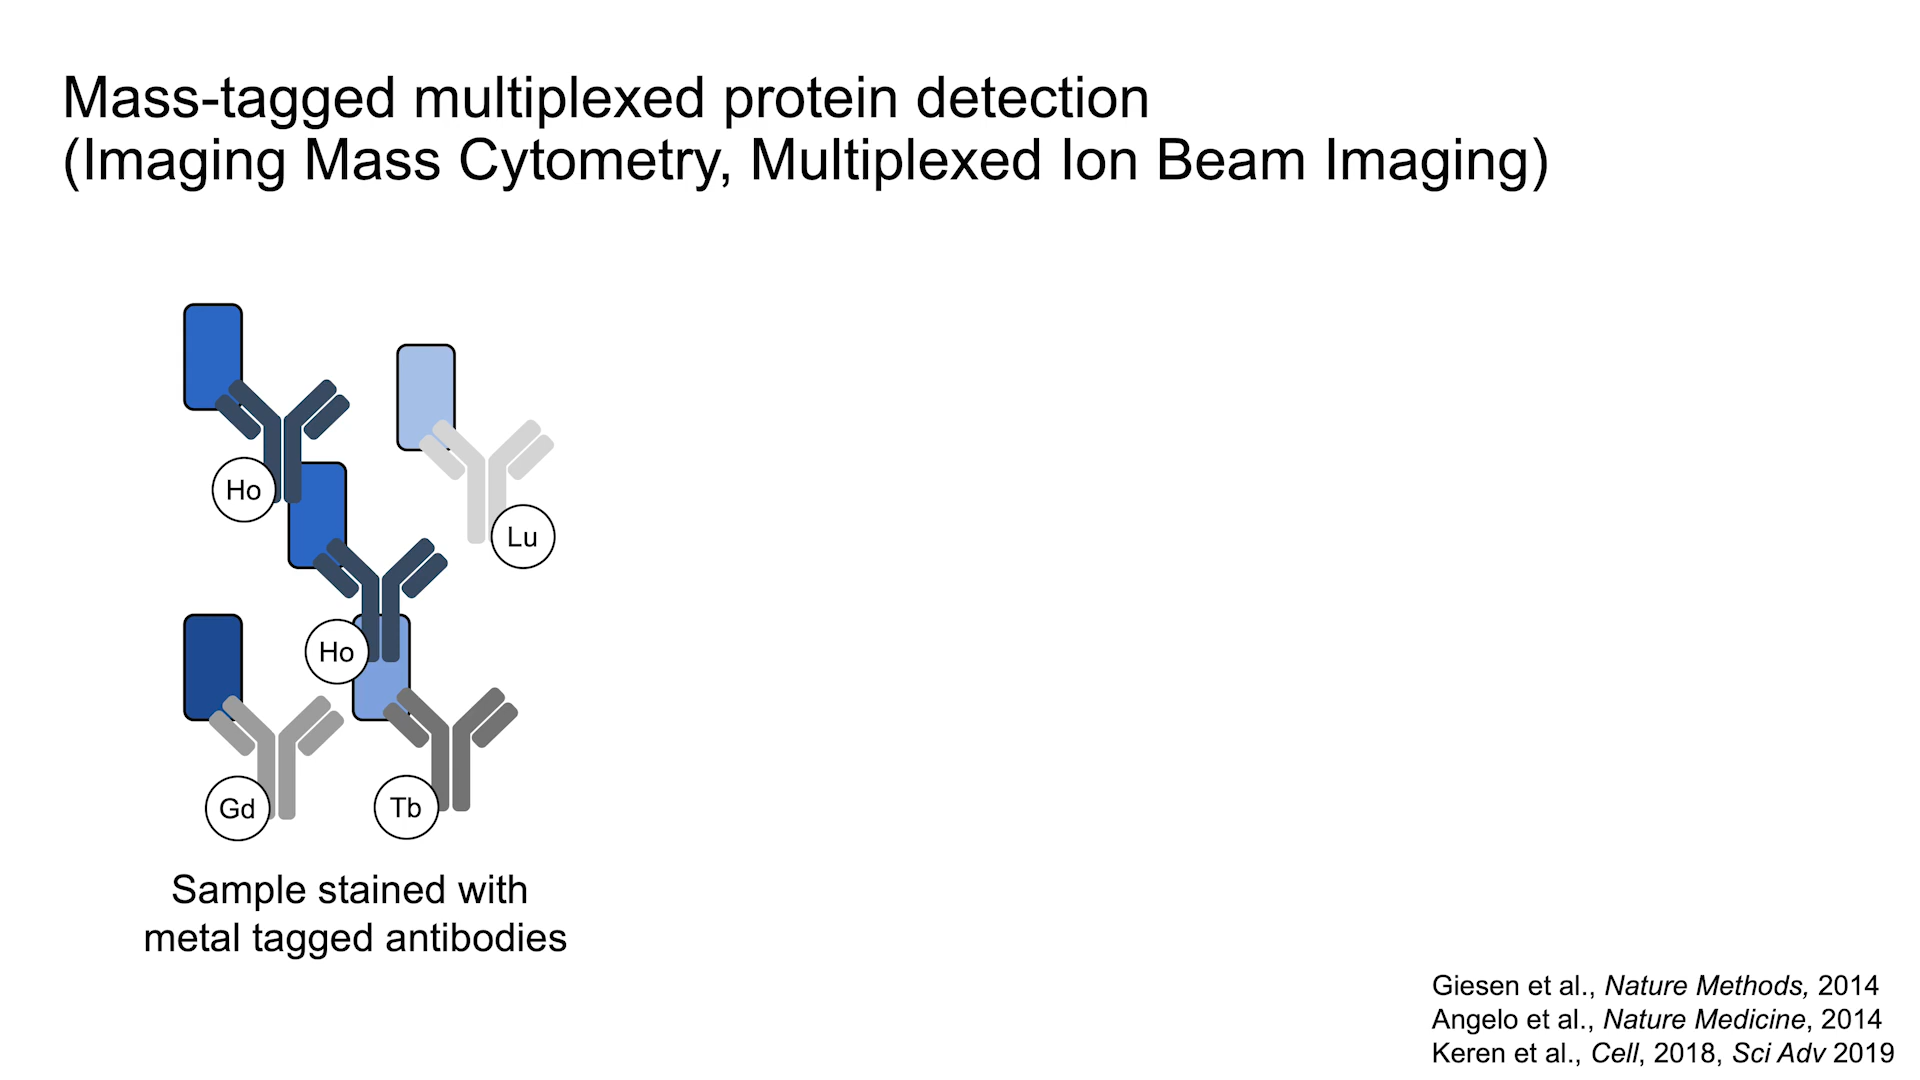 Mass-tagged multiplexed protein detection
(Imaging Mass Cytometry, Multiplexed Ion Beam Imaging)
Ho
Lu
Ho
Gd
Tb
Sample stained with
metal tagged antibodies
Giesen et al., Nature Methods, 2014
Angelo et al., Nature Medicine, 2014
Keren et al., Cell, 2018, Sci Adv 2019